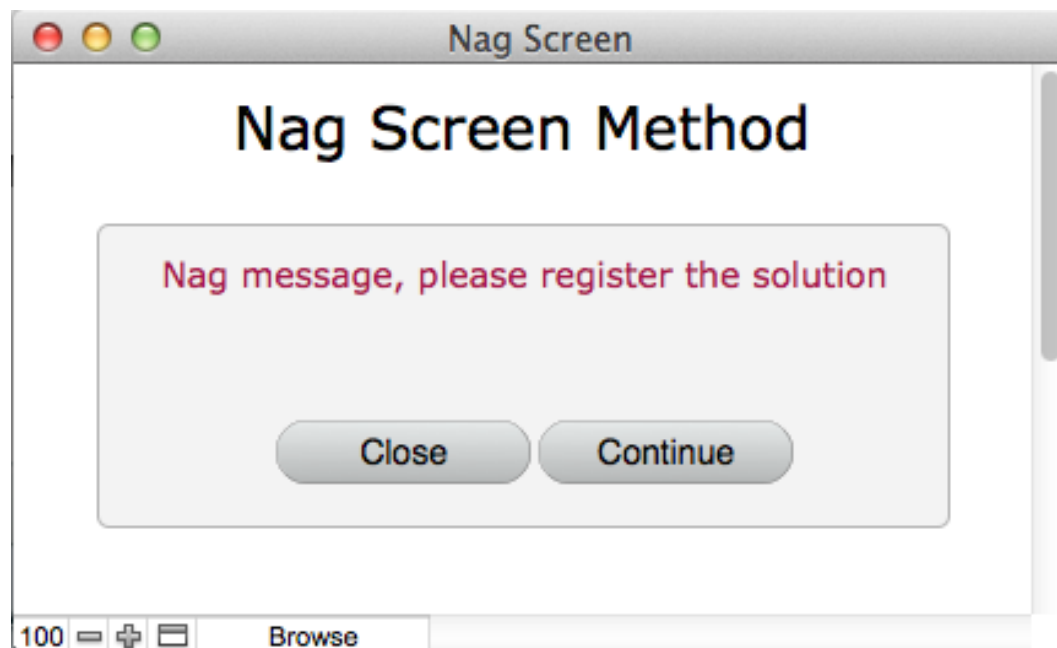 Nag Screen
Nag Screen Method
Nag message, please register the solution
Close Continue
100 Browse